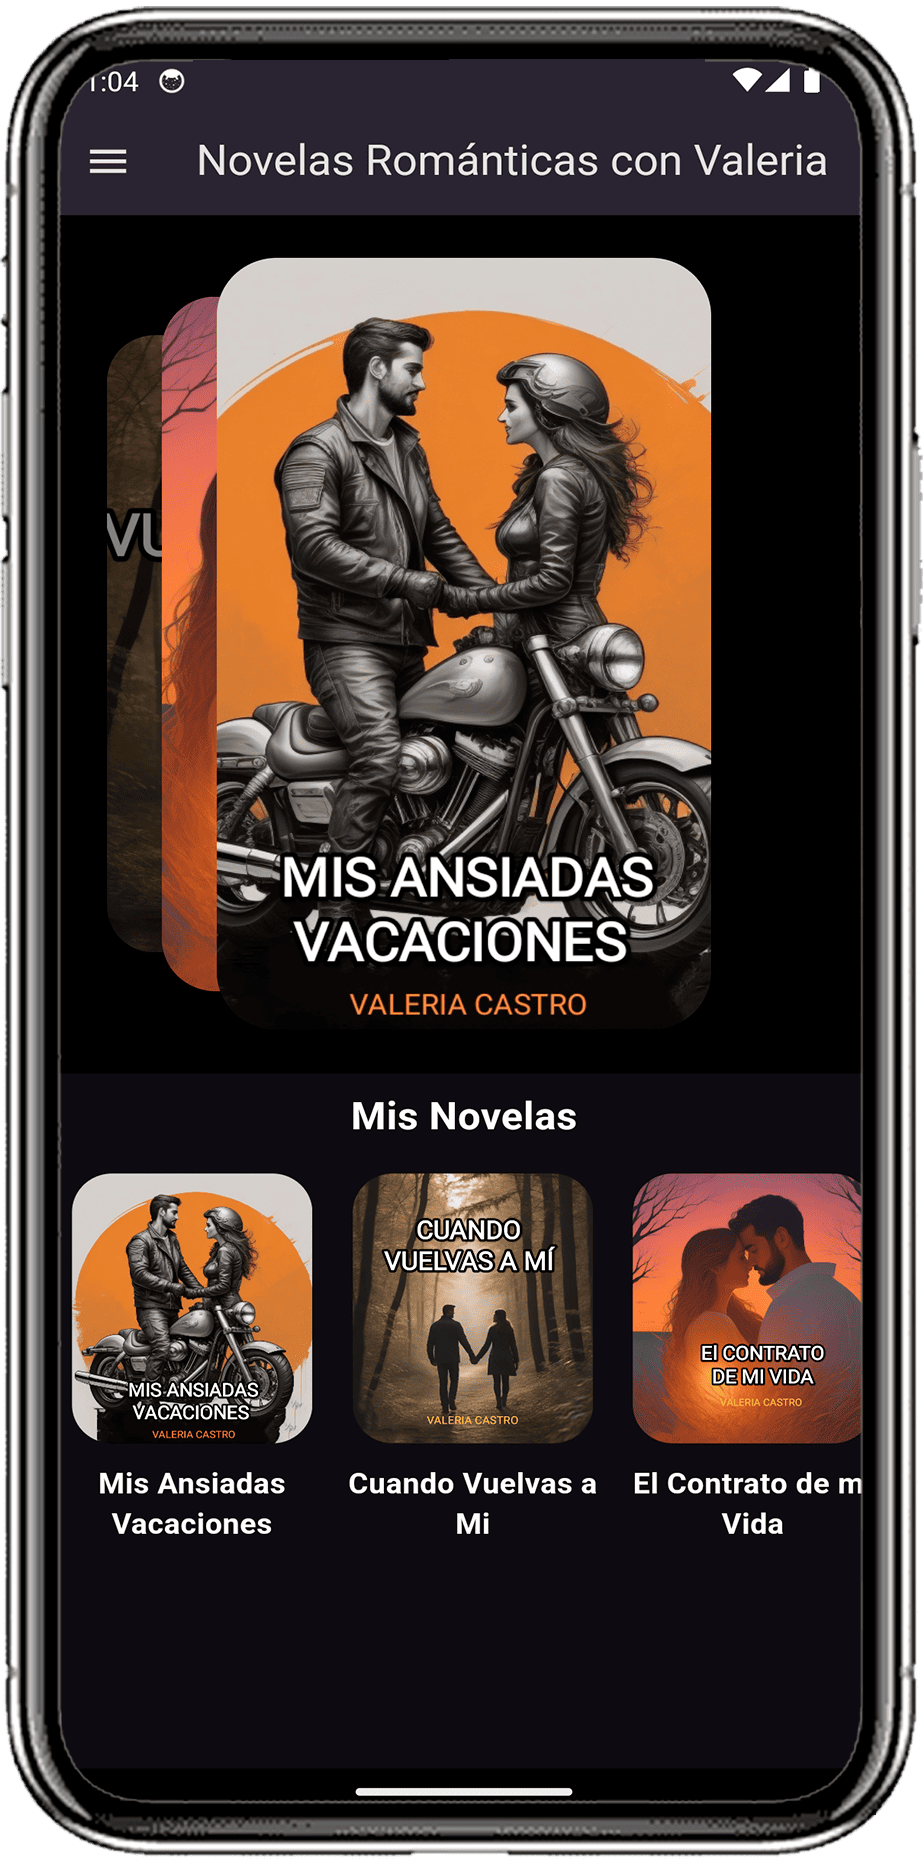 1:04
Novelas Románticas con Valeria
VU
MIS ANSIADAS
VACACIONES
VALERIA CASTRO
Mis Novelas
MIS ANSIADAS
VACACIONES
VALERIA CASTRO
CUANDO
VUELVAS A MÍ
VALERIA CASTRO
El CONTRATO
DE MI VIDA
VALERIA CASTRO
Mis Ansiadas
Vacaciones
Cuando Vuelvas a
Mi
El Contrato de m
Vida